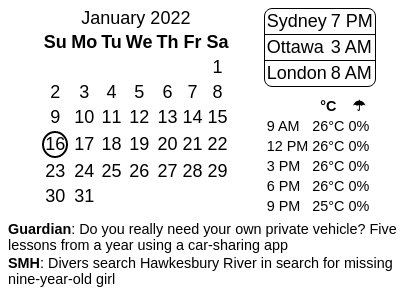 January 2022
Su Mo Tu We Th Fr Sa
1
2 3 4 5 6 7 8
9 10 11 12 13 14 15
16 17 18 19 20 21 22
23 24 25 26 27 28 29
30 31
Sydney 7 PM
Ottawa 3 AM
London 8 AM
°C ☂
9 AM 26°C 0%
12 PM 26°C 0%
3 PM 26°C 0%
6 PM 26°C 0%
9 PM 25°C 0%
Guardian: Do you really need your own private vehicle? Five
lessons from a year using a car-sharing app
SMH: Divers search Hawkesbury River in search for missing
nine-year-old girl